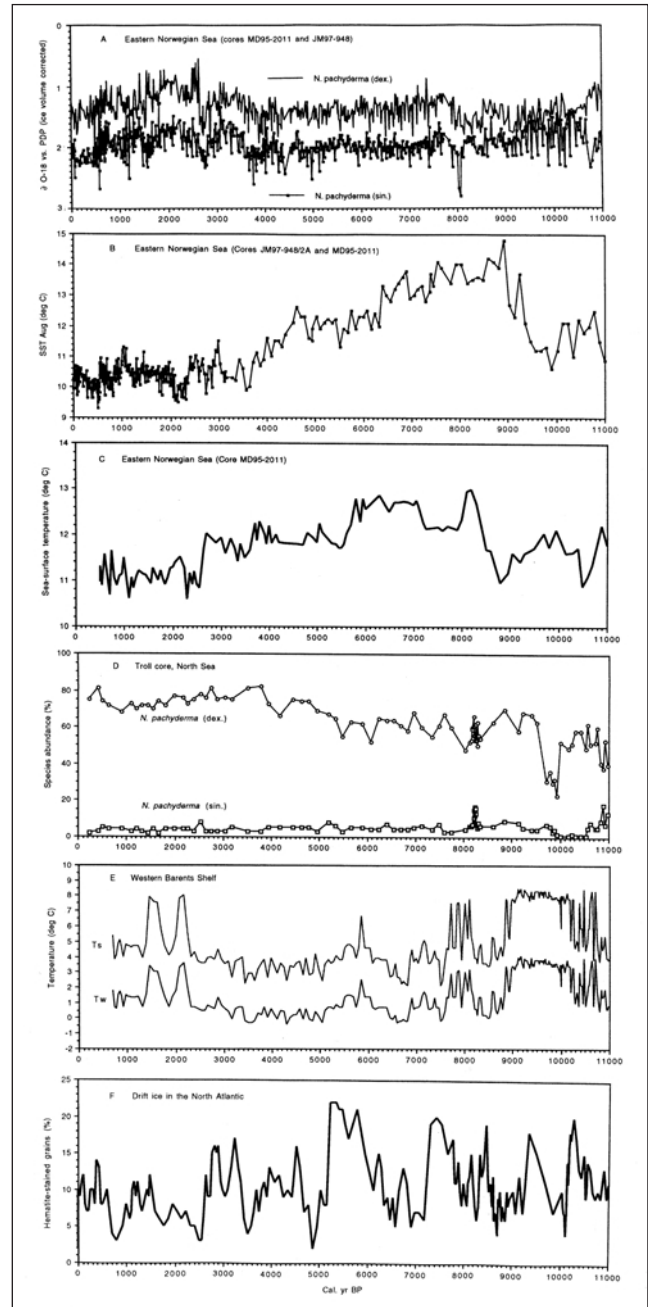 A Eastern Norwegian Sea (cores MD95-2011 and JM97-948)
∂ O-18 vs. PDP (ice volume corrected)
0
1
2
3
N. pachyderma (dex.)
N. pachyderma (sin.)
0 1000 2000 3000 4000 5000 6000 7000 8000 9000 10000 11000
B Eastern Norwegian Sea (Cores JM97-948/2A and MD95-2011)
SST Aug (deg C)
15
14
13
12
11
10
9
0 1000 2000 3000 4000 5000 6000 7000 8000 9000 10000 11000
C Eastern Norwegian Sea (Core MD95-2011)
Sea-surface temperature (deg C)
14
13
12
11
10
0 1000 2000 3000 4000 5000 6000 7000 8000 9000 10000 11000
D Troll core, North Sea
Species abundance (%)
100
80
60
40
20
0
N. pachyderma (dex.)
N. pachyderma (sin.)
0 1000 2000 3000 4000 5000 6000 7000 8000 9000 10000 11000
E Western Barents Shelf
Temperature (deg C)
10
9
8
7
6
5
4
3
2
1
0
-1
-2
Ts
Tw
0 1000 2000 3000 4000 5000 6000 7000 8000 9000 10000 11000
F Drift ice in the North Atlantic
Hematite-stained grains (%)
25
20
15
10
5
0
0 1000 2000 3000 4000 5000 6000 7000 8000 9000 10000 11000
Cal. yr BP